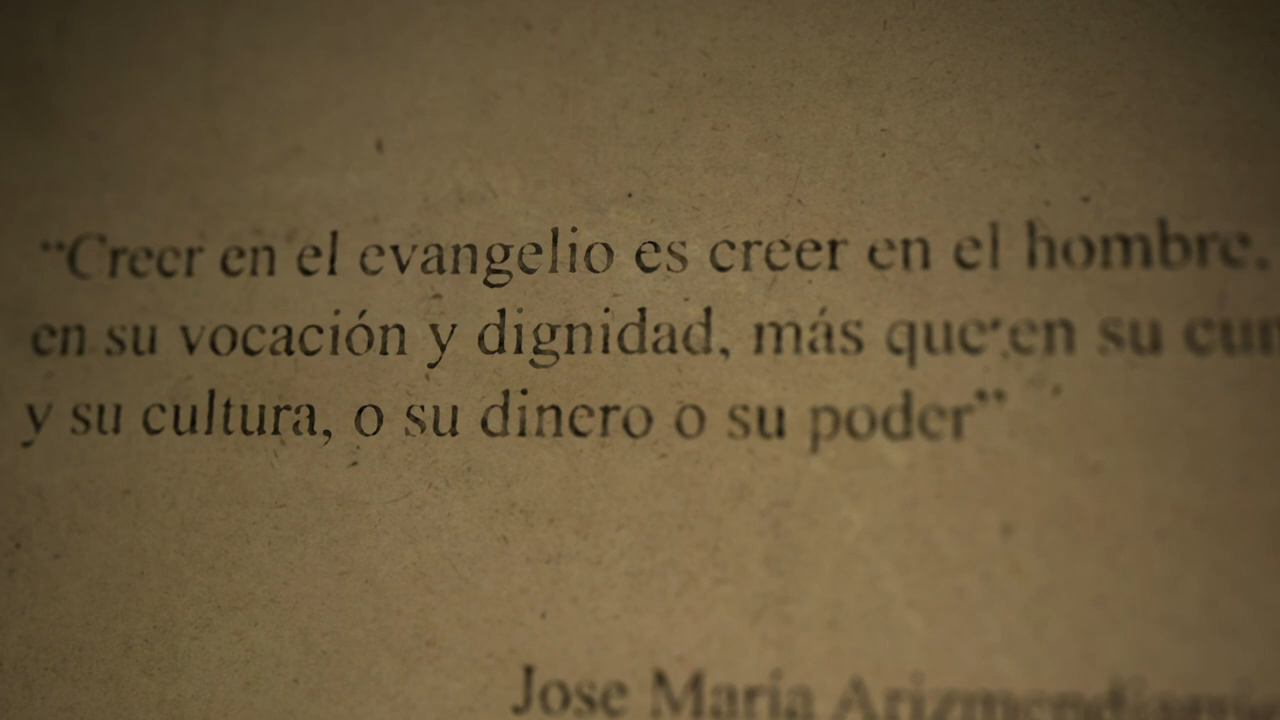 “Creer en el evangelio es creer en el hombre.
en su vocación y dignidad, más que en su
y su cultura, o su dinero o su poder”
Jose María